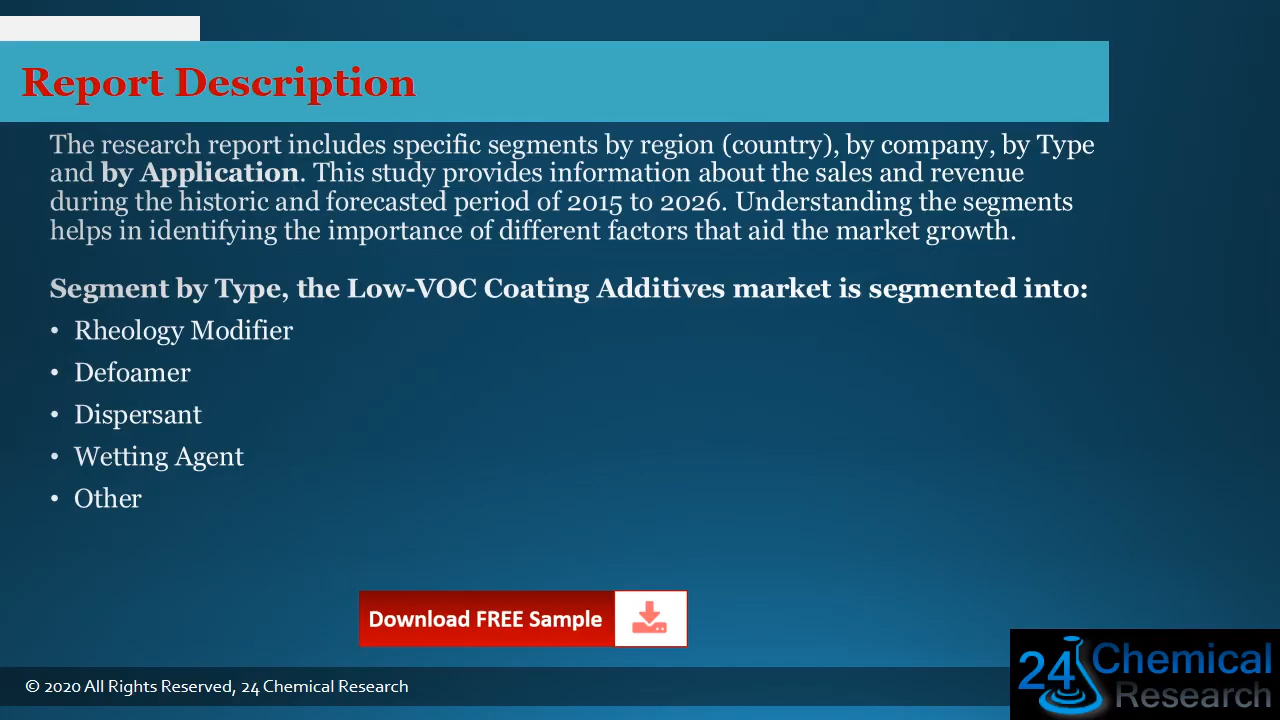 Report Description
The research report includes specific segments by region (country), by company, by Type
and by Application. This study provides information about the sales and revenue
during the historic and forecasted period of 2015 to 2026. Understanding the segments
helps in identifying the importance of different factors that aid the market growth.
Segment by Type, the Low-VOC Coating Additives market is segmented into:
• Rheology Modifier
• Defoamer
• Dispersant
• Wetting Agent
• Other
Download FREE Sample
© 2020 All Rights Reserved, 24 Chemical Research
24 Chemical
Research